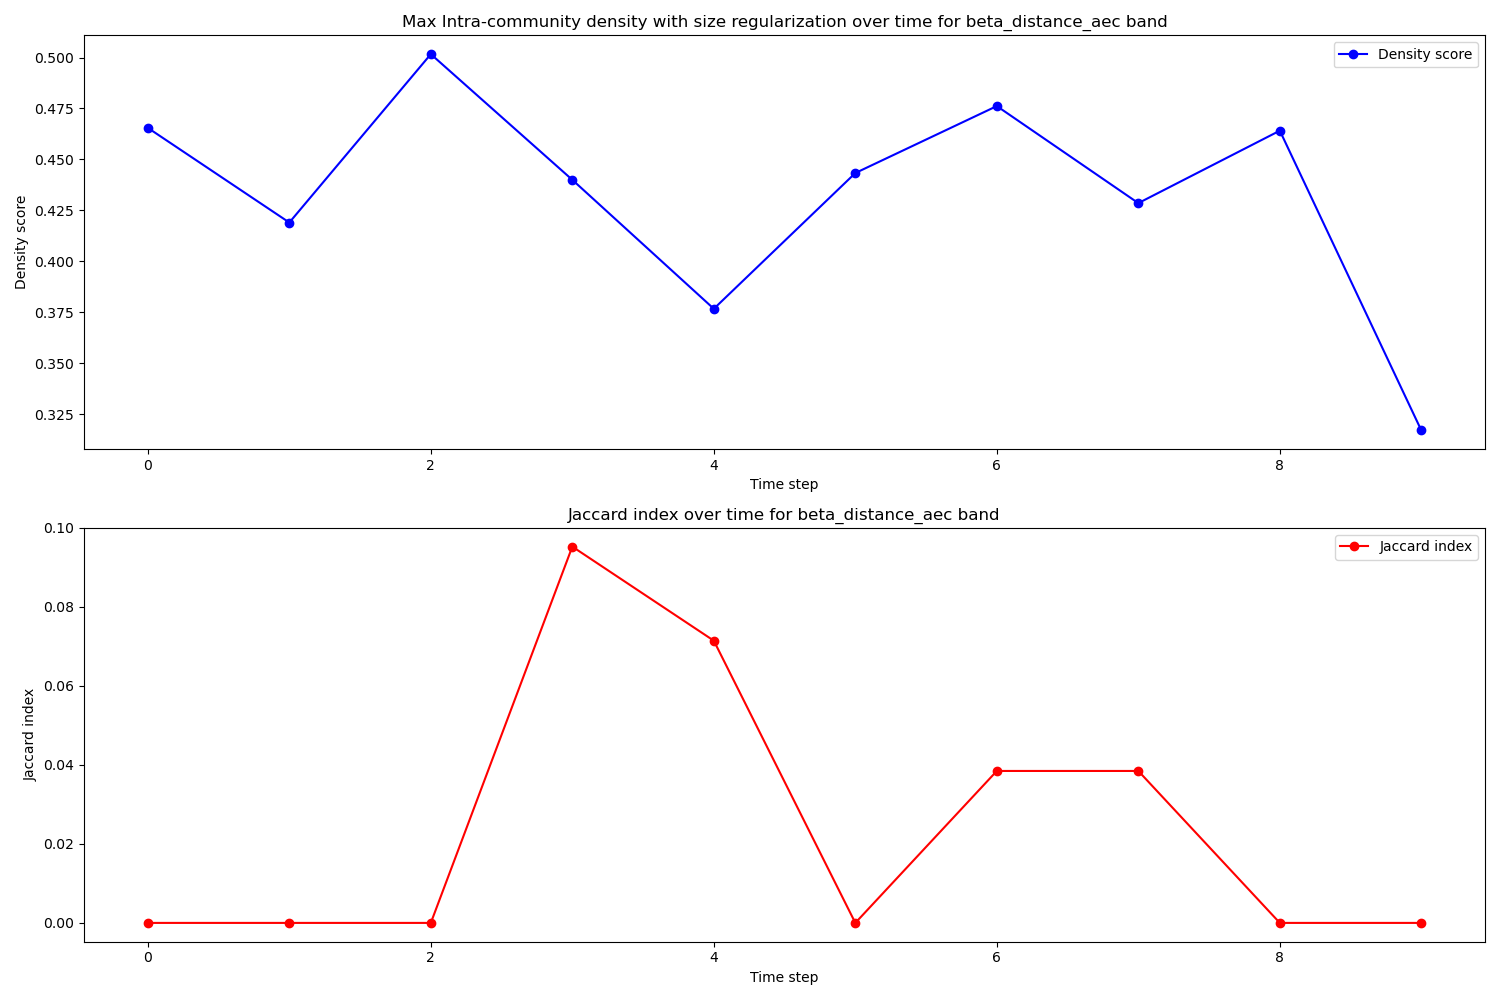 Max Intra-community density with size regularization over time for beta_distance_aec band
Density score
0.500
0.475
0.450
0.425
0.400
0.375
0.350
0.325
Density score
0 2 4 6 8
Time step
Jaccard index over time for beta_distance_aec band
Jaccard index
0.10
0.08
0.06
0.04
0.02
0.00
Jaccard index
0 2 4 6 8
Time step